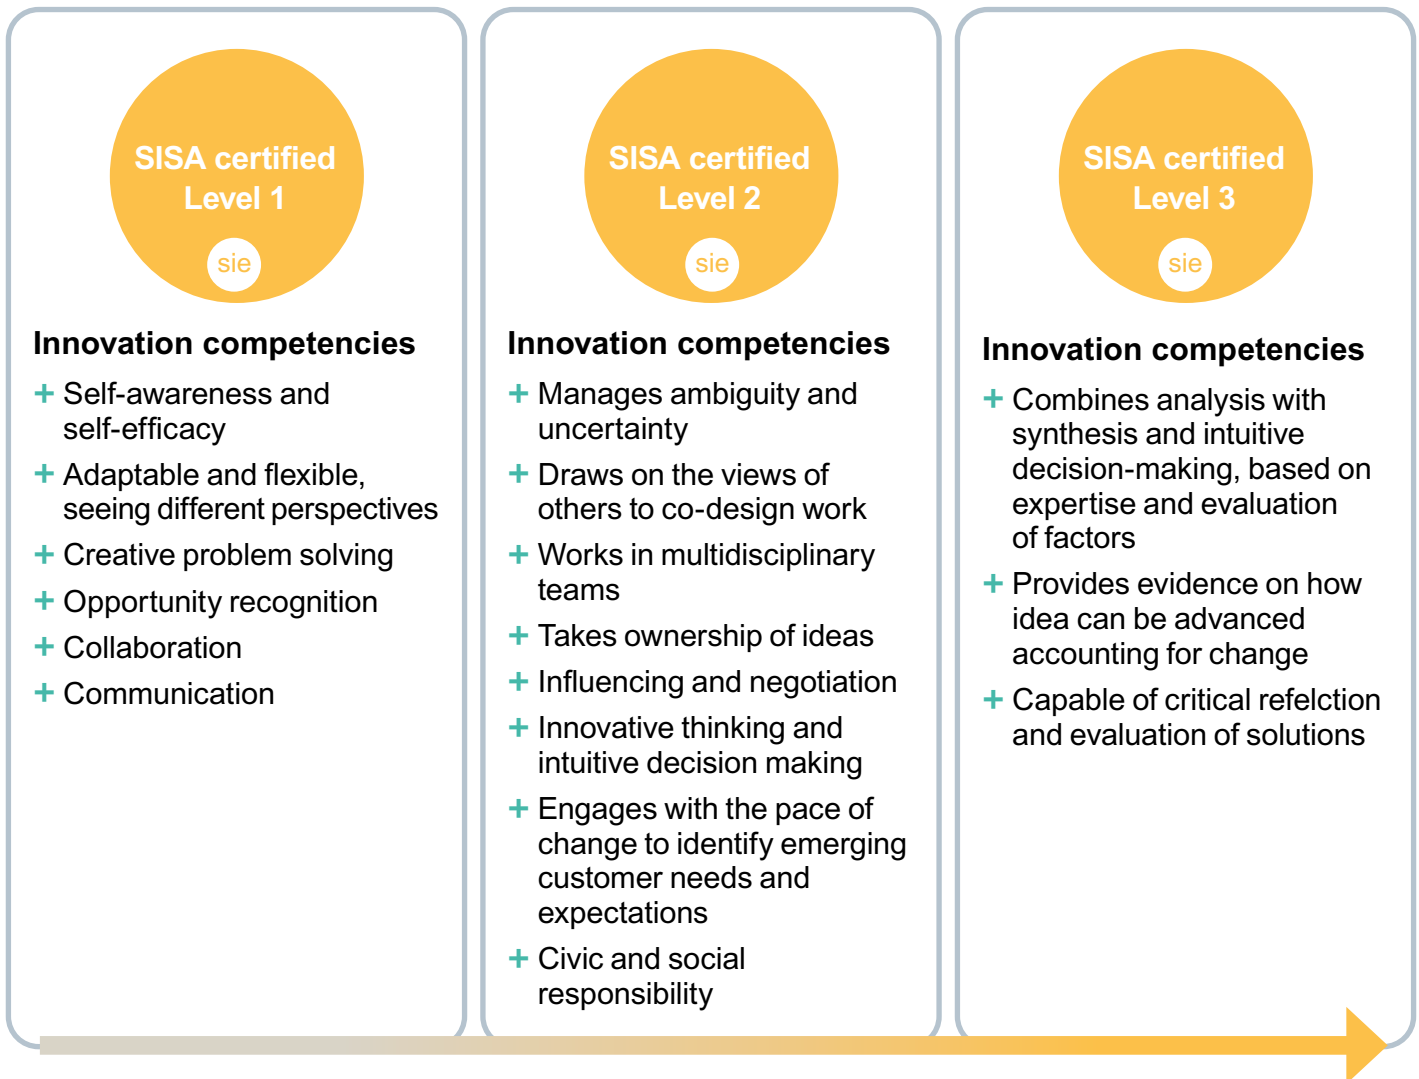 SISA certified
Level 1
sie
Innovation competencies
+ Self-awareness and
self-efficacy
+ Adaptable and flexible,
seeing different perspectives
+ Creative problem solving
+ Opportunity recognition
+ Collaboration
+ Communication
SISA certified
Level 2
sie
Innovation competencies
+ Manages ambiguity and
uncertainty
+ Draws on the views of
others to co-design work
+ Works in multidisciplinary
teams
+ Takes ownership of ideas
+ Influencing and negotiation
+ Innovative thinking and
intuitive decision making
+ Engages with the pace of
change to identify emerging
customer needs and
expectations
+ Civic and social
responsibility
SISA certified
Level 3
sie
Innovation competencies
+ Combines analysis with
synthesis and intuitive
decision-making, based on
expertise and evaluation
of factors
+ Provides evidence on how
idea can be advanced
accounting for change
+ Capable of critical refelction
and evaluation of solutions